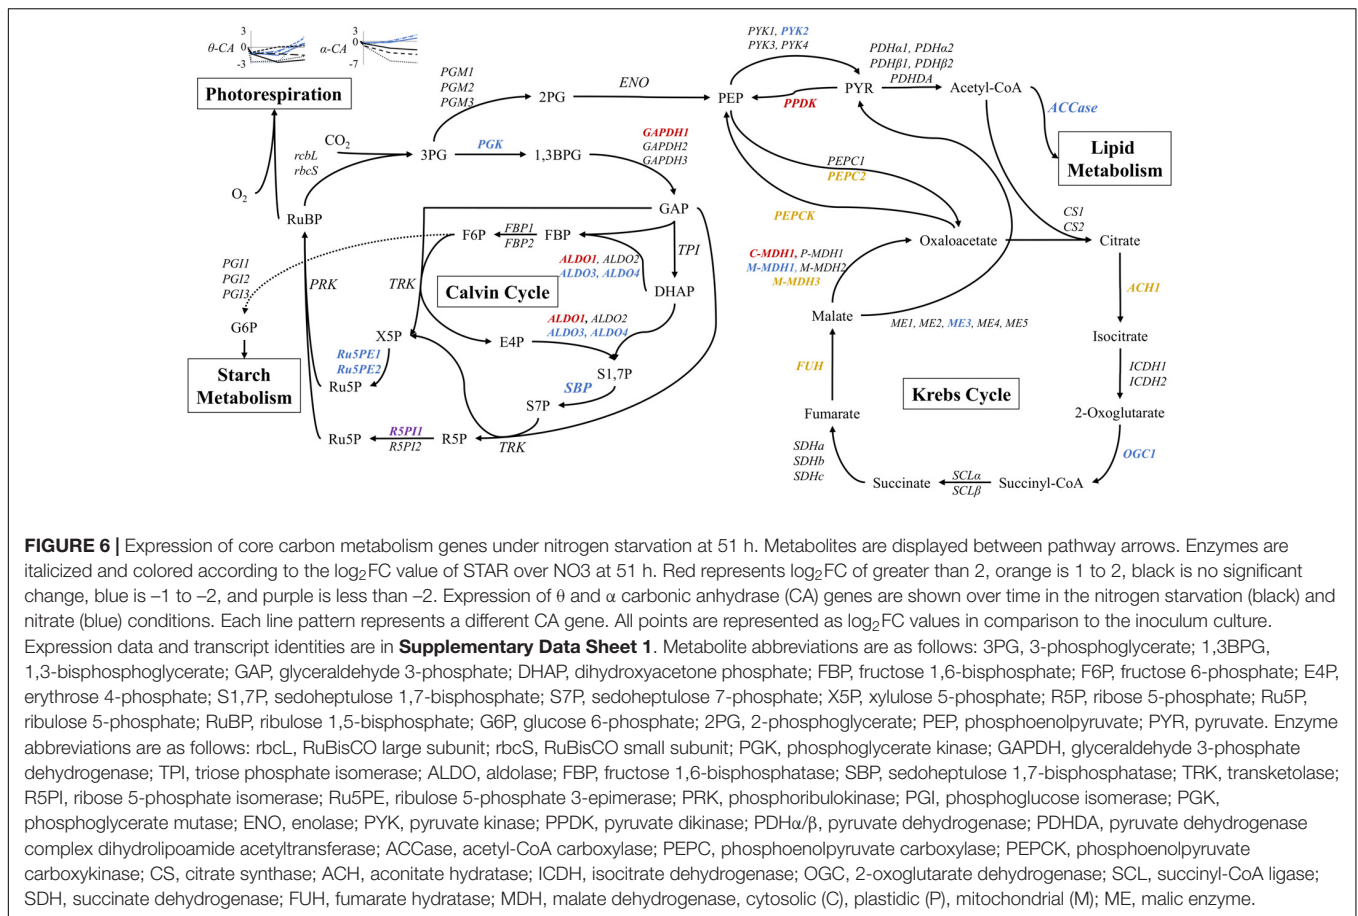 3
0
-7
θ-CA
3
0
-7
α-CA
Photorespiration
CO2
O2
rcbL
rbcS
RuBP
3PG
PGM1
PGM2
PGM3
2PG
ENO
PEP
PGK
1,3BPG
GAPDH1
GAPDH2
GAPDH3
GAP
TPI
DHAP
F6P
FBP1
FBP2
FBP
ALDO1, ALDO2
ALDO3, ALDO4
TRK
Calvin Cycle
ALDO1, ALDO2
ALDO3, ALDO4
X5P
E4P
S1,7P
SBP
S7P
Ru5PE1
Ru5PE2
Ru5P
PRK
PGI1
PGI2
PGI3
G6P
Starch
Metabolism
Ru5P
R5PI1
R5PI2
R5P
TRK
PYK1, PYK2
PYK3, PYK4
PPDK
PYR
PDHα1, PDHα2
PDHβ1, PDHβ2
PDHDA
Acetyl-CoA
ACCase
Lipid
Metabolism
PEPC1
PEPC2
PEPCK
Oxaloacetate
CS1
CS2
Citrate
C-MDH1, P-MDH1
M-MDH1, M-MDH2
M-MDH3
ACH1
Malate
ME1, ME2, ME3, ME4, ME5
Isocitrate
FUH
Krebs Cycle
ICDH1
ICDH2
Fumarate
2-Oxoglutarate
SDHa
SDHb
SDHc
OGC1
Succinate
SCLα
SCLβ
Succinyl-CoA
FIGURE 6 | Expression of core carbon metabolism genes under nitrogen starvation at 51 h. Metabolites are displayed between pathway arrows. Enzymes are
italicized and colored according to the log2FC value of STAR over NO3 at 51 h. Red represents log2FC of greater than 2, orange is 1 to 2, black is no significant
change, blue is –1 to –2, and purple is less than –2. Expression of θ and α carbonic anhydrase (CA) genes are shown over time in the nitrogen starvation (black) and
nitrate (blue) conditions. Each line pattern represents a different CA gene. All points are represented as log2FC values in comparison to the inoculum culture.
Expression data and transcript identities are in Supplementary Data Sheet 1. Metabolite abbreviations are as follows: 3PG, 3-phosphoglycerate; 1,3BPG,
1,3-bisphosphoglycerate; GAP, glyceraldehyde 3-phosphate; DHAP, dihydroxyacetone phosphate; FBP, fructose 1,6-bisphosphate; F6P, fructose 6-phosphate; E4P,
erythrose 4-phosphate; S1,7P, sedoheptulose 1,7-bisphosphate; S7P, sedoheptulose 7-phosphate; X5P, xylulose 5-phosphate; R5P, ribose 5-phosphate; Ru5P,
ribulose 5-phosphate; RuBP, ribulose 1,5-bisphosphate; G6P, glucose 6-phosphate; 2PG, 2-phosphoglycerate; PEP, phosphoenolpyruvate; PYR, pyruvate. Enzyme
abbreviations are as follows: rbcL, RuBisCO large subunit; rbcS, RuBisCO small subunit; PGK, phosphoglycerate kinase; GAPDH, glyceraldehyde 3-phosphate
dehydrogenase; TPI, triose phosphate isomerase; ALDO, aldolase; FBP, fructose 1,6-bisphosphatase; SBP, sedoheptulose 1,7-bisphosphatase; TRK, transketolase;
R5PI, ribose 5-phosphate isomerase; Ru5PE, ribulose 5-phosphate 3-epimerase; PRK, phosphoribulokinase; PGI, phosphoglucose isomerase; PGK,
phosphoglycerate mutase; ENO, enolase; PYK, pyruvate kinase; PPDK, pyruvate dikinase; PDHα/β, pyruvate dehydrogenase; PDHDA, pyruvate dehydrogenase
complex dihydrolipoamide acetyltransferase; ACCase, acetyl-CoA carboxylase; PEPC, phosphoenolpyruvate carboxylase; PEPCK, phosphoenolpyruvate
carboxykinase; CS, citrate synthase; ACH, aconitate hydratase; ICDH, isocitrate dehydrogenase; OGC, 2-oxoglutarate dehydrogenase; SCL, succinyl-CoA ligase;
SDH, succinate dehydrogenase; FUH, fumarate hydratase; MDH, malate dehydrogenase, cytosolic (C), plastidic (P), mitochondrial (M); ME, malic enzyme.